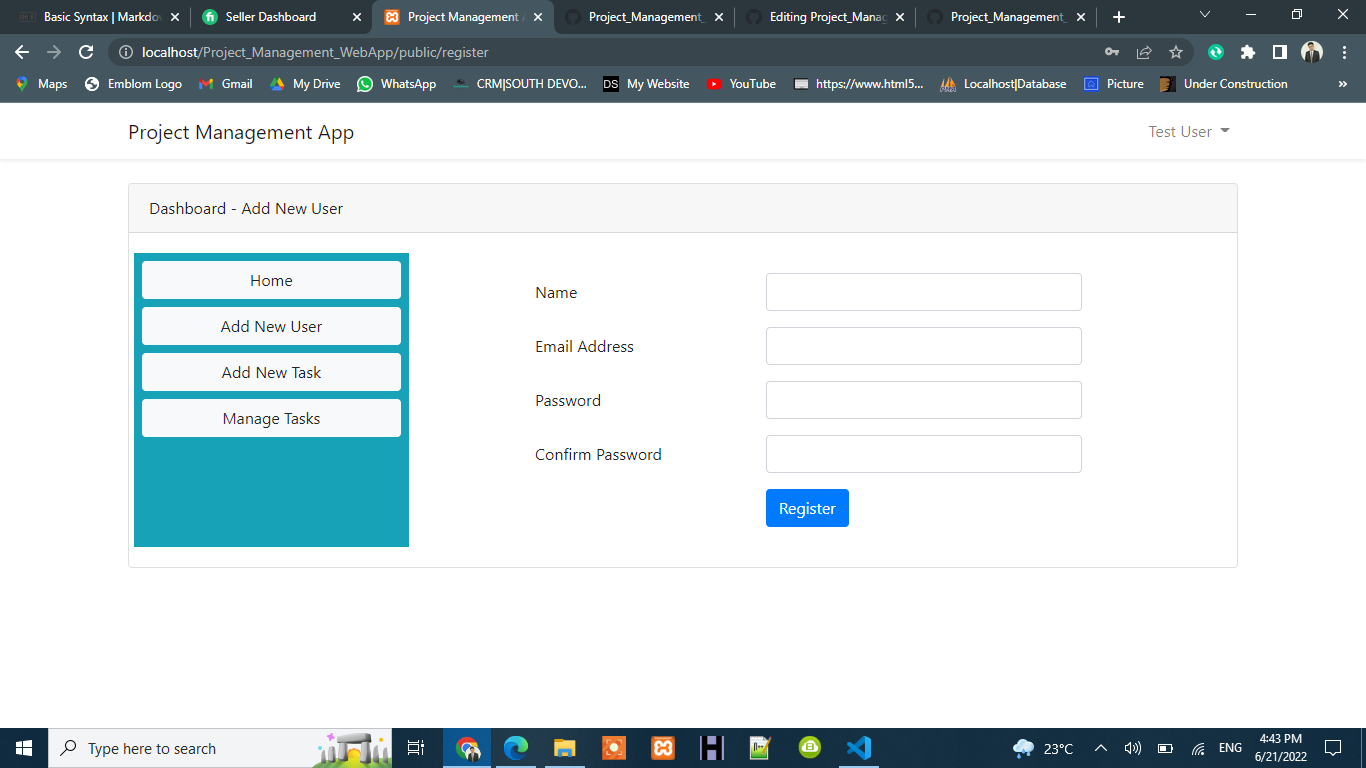 Basic Syntax | Markdo
Seller Dashboard
Project Management A
Project_Management_
Editing Project_Manag
Project_Management_
localhost/Project_Management_WebApp/public/register
Maps
Emblom Logo
Gmail
My Drive
WhatsApp
CRM|SOUTH DEVO...
DS
My Website
YouTube
https://www.html5...
Localhost|Database
Picture
Under Construction
»
Project Management App
Test User
Dashboard - Add New User
Home
Add New User
Add New Task
Manage Tasks
Name
Email Address
Password
Confirm Password
Register
Type here to search
23°C
ENG
4:43 PM
6/21/2022